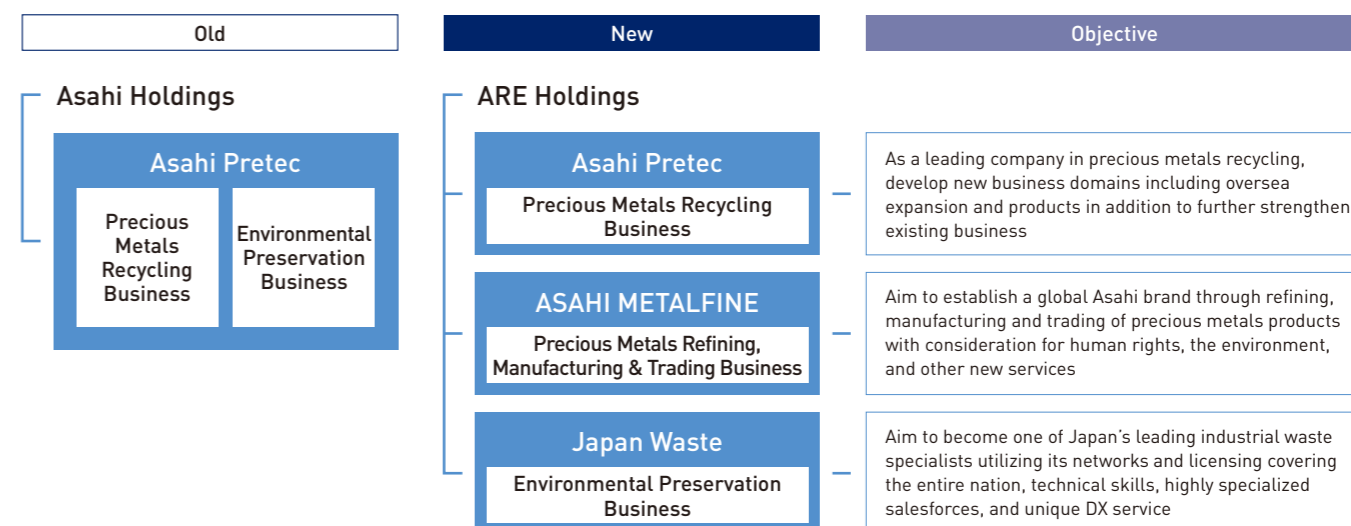 Old
New
Objective
Asahi Holdings
Asahi Pretec
Precious
Metals
Recycling
Business
Environmental
Preservation
Business
ARE Holdings
Asahi Pretec
Precious Metals Recycling
Business
As a leading company in precious metals recycling,
develop new business domains including oversea
expansion and products in addition to further strengthen
existing business
ASAHI METALFINE
Precious Metals Refining,
Manufacturing & Trading Business
Aim to establish a global Asahi brand through refining,
manufacturing and trading of precious metals products
with consideration for human rights, the environment,
and other new services
Japan Waste
Environmental Preservation
Business
Aim to become one of Japan’s leading industrial waste
specialists utilizing its networks and licensing covering
the entire nation, technical skills, highly specialized
salesforces, and unique DX service